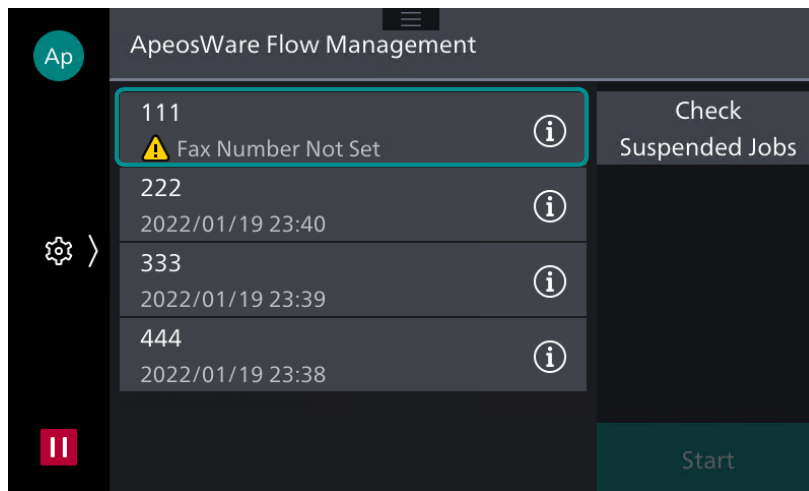 Ap
ApeosWare Flow Management
111
Fax Number Not Set
222
2022/01/19 23:40
333
2022/01/19 23:39
444
2022/01/19 23:38
Check
Suspended Jobs
Start